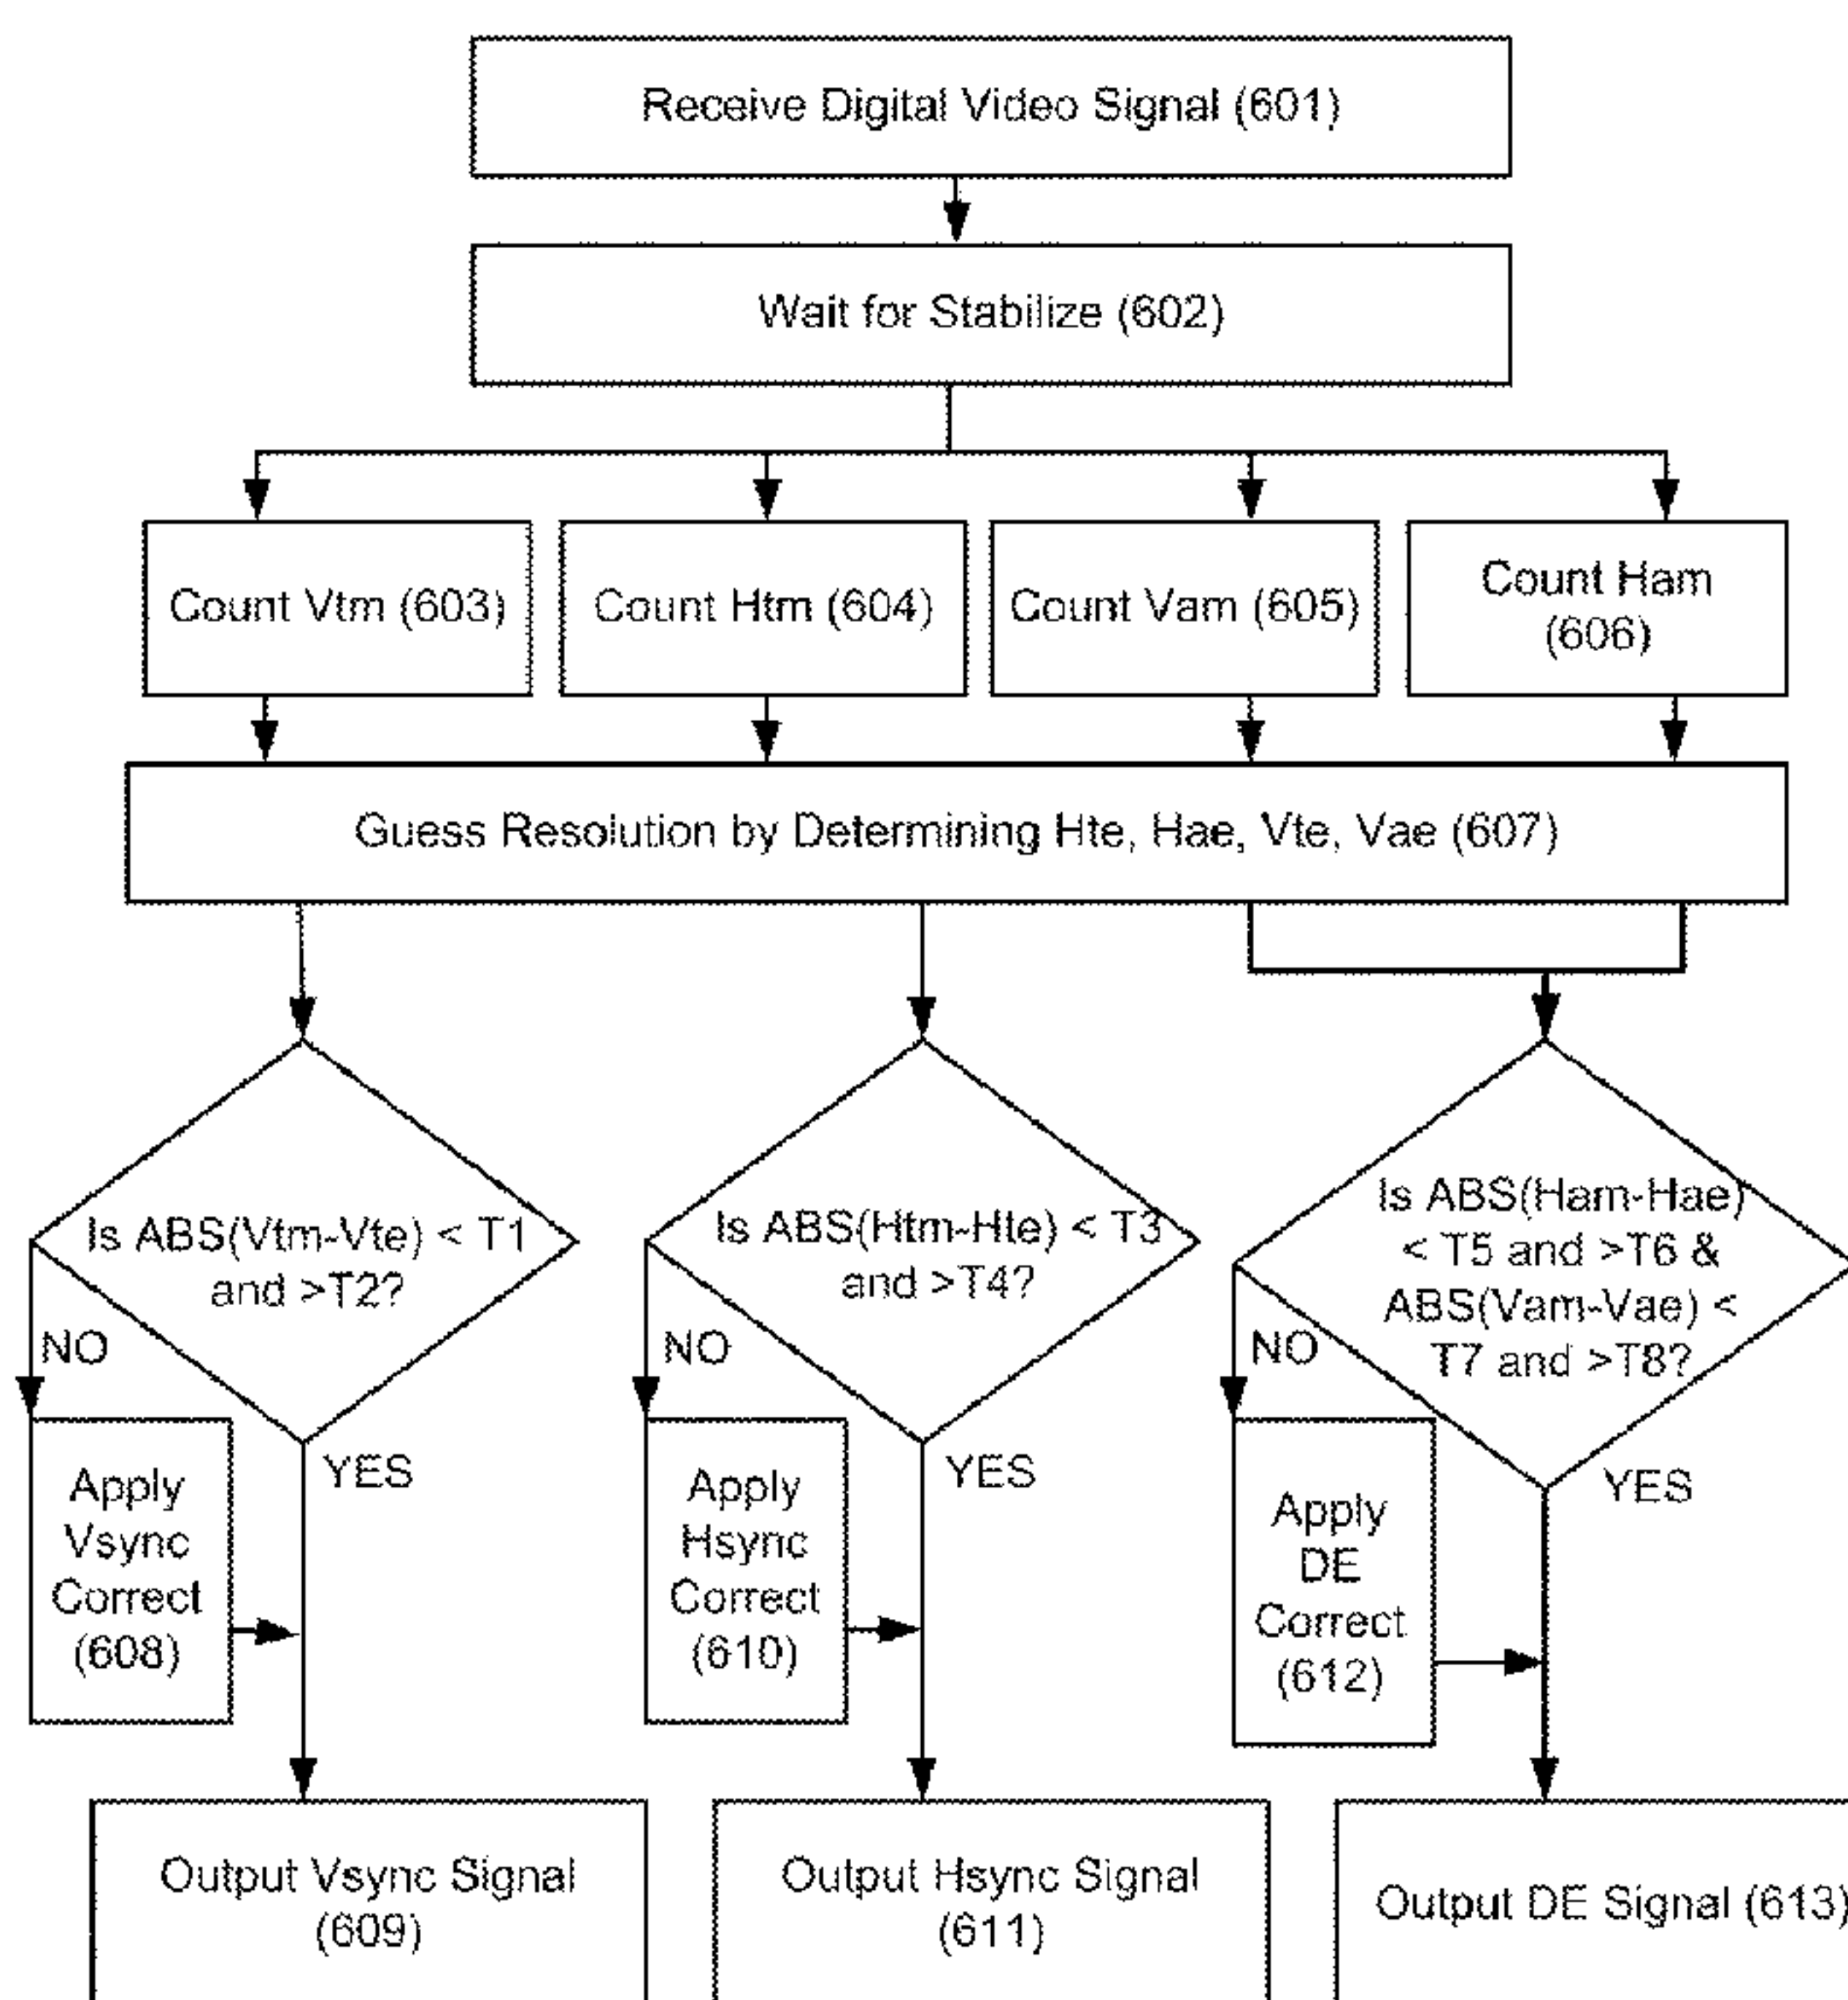 Receive Digital Video Signal (601)
Wait for Stabilize (602)
Count Vtm (603)
Count Htm (604)
Count Vam (605)
Count Ham
(606)
Guess Resolution by Determining Hte, Hae, Vte, Vae (607)
Is ABS(Vtm-Vte) < T1
and >T2?
Is ABS(Htm-Hte) < T3
and >T4?
Is ABS(Ham-Hae)
< T5 and >T6 &
ABS(Vam-Vae) <
T7 and >T8?
NO
NO
NO
YES
YES
YES
Apply
Vsync
Correct
(608)
Apply
Hsync
Correct
(610)
Apply
DE
Correct
(612)
Output Vsync Signal
(609)
Output Hsync Signal
(611)
Output DE Signal (613)